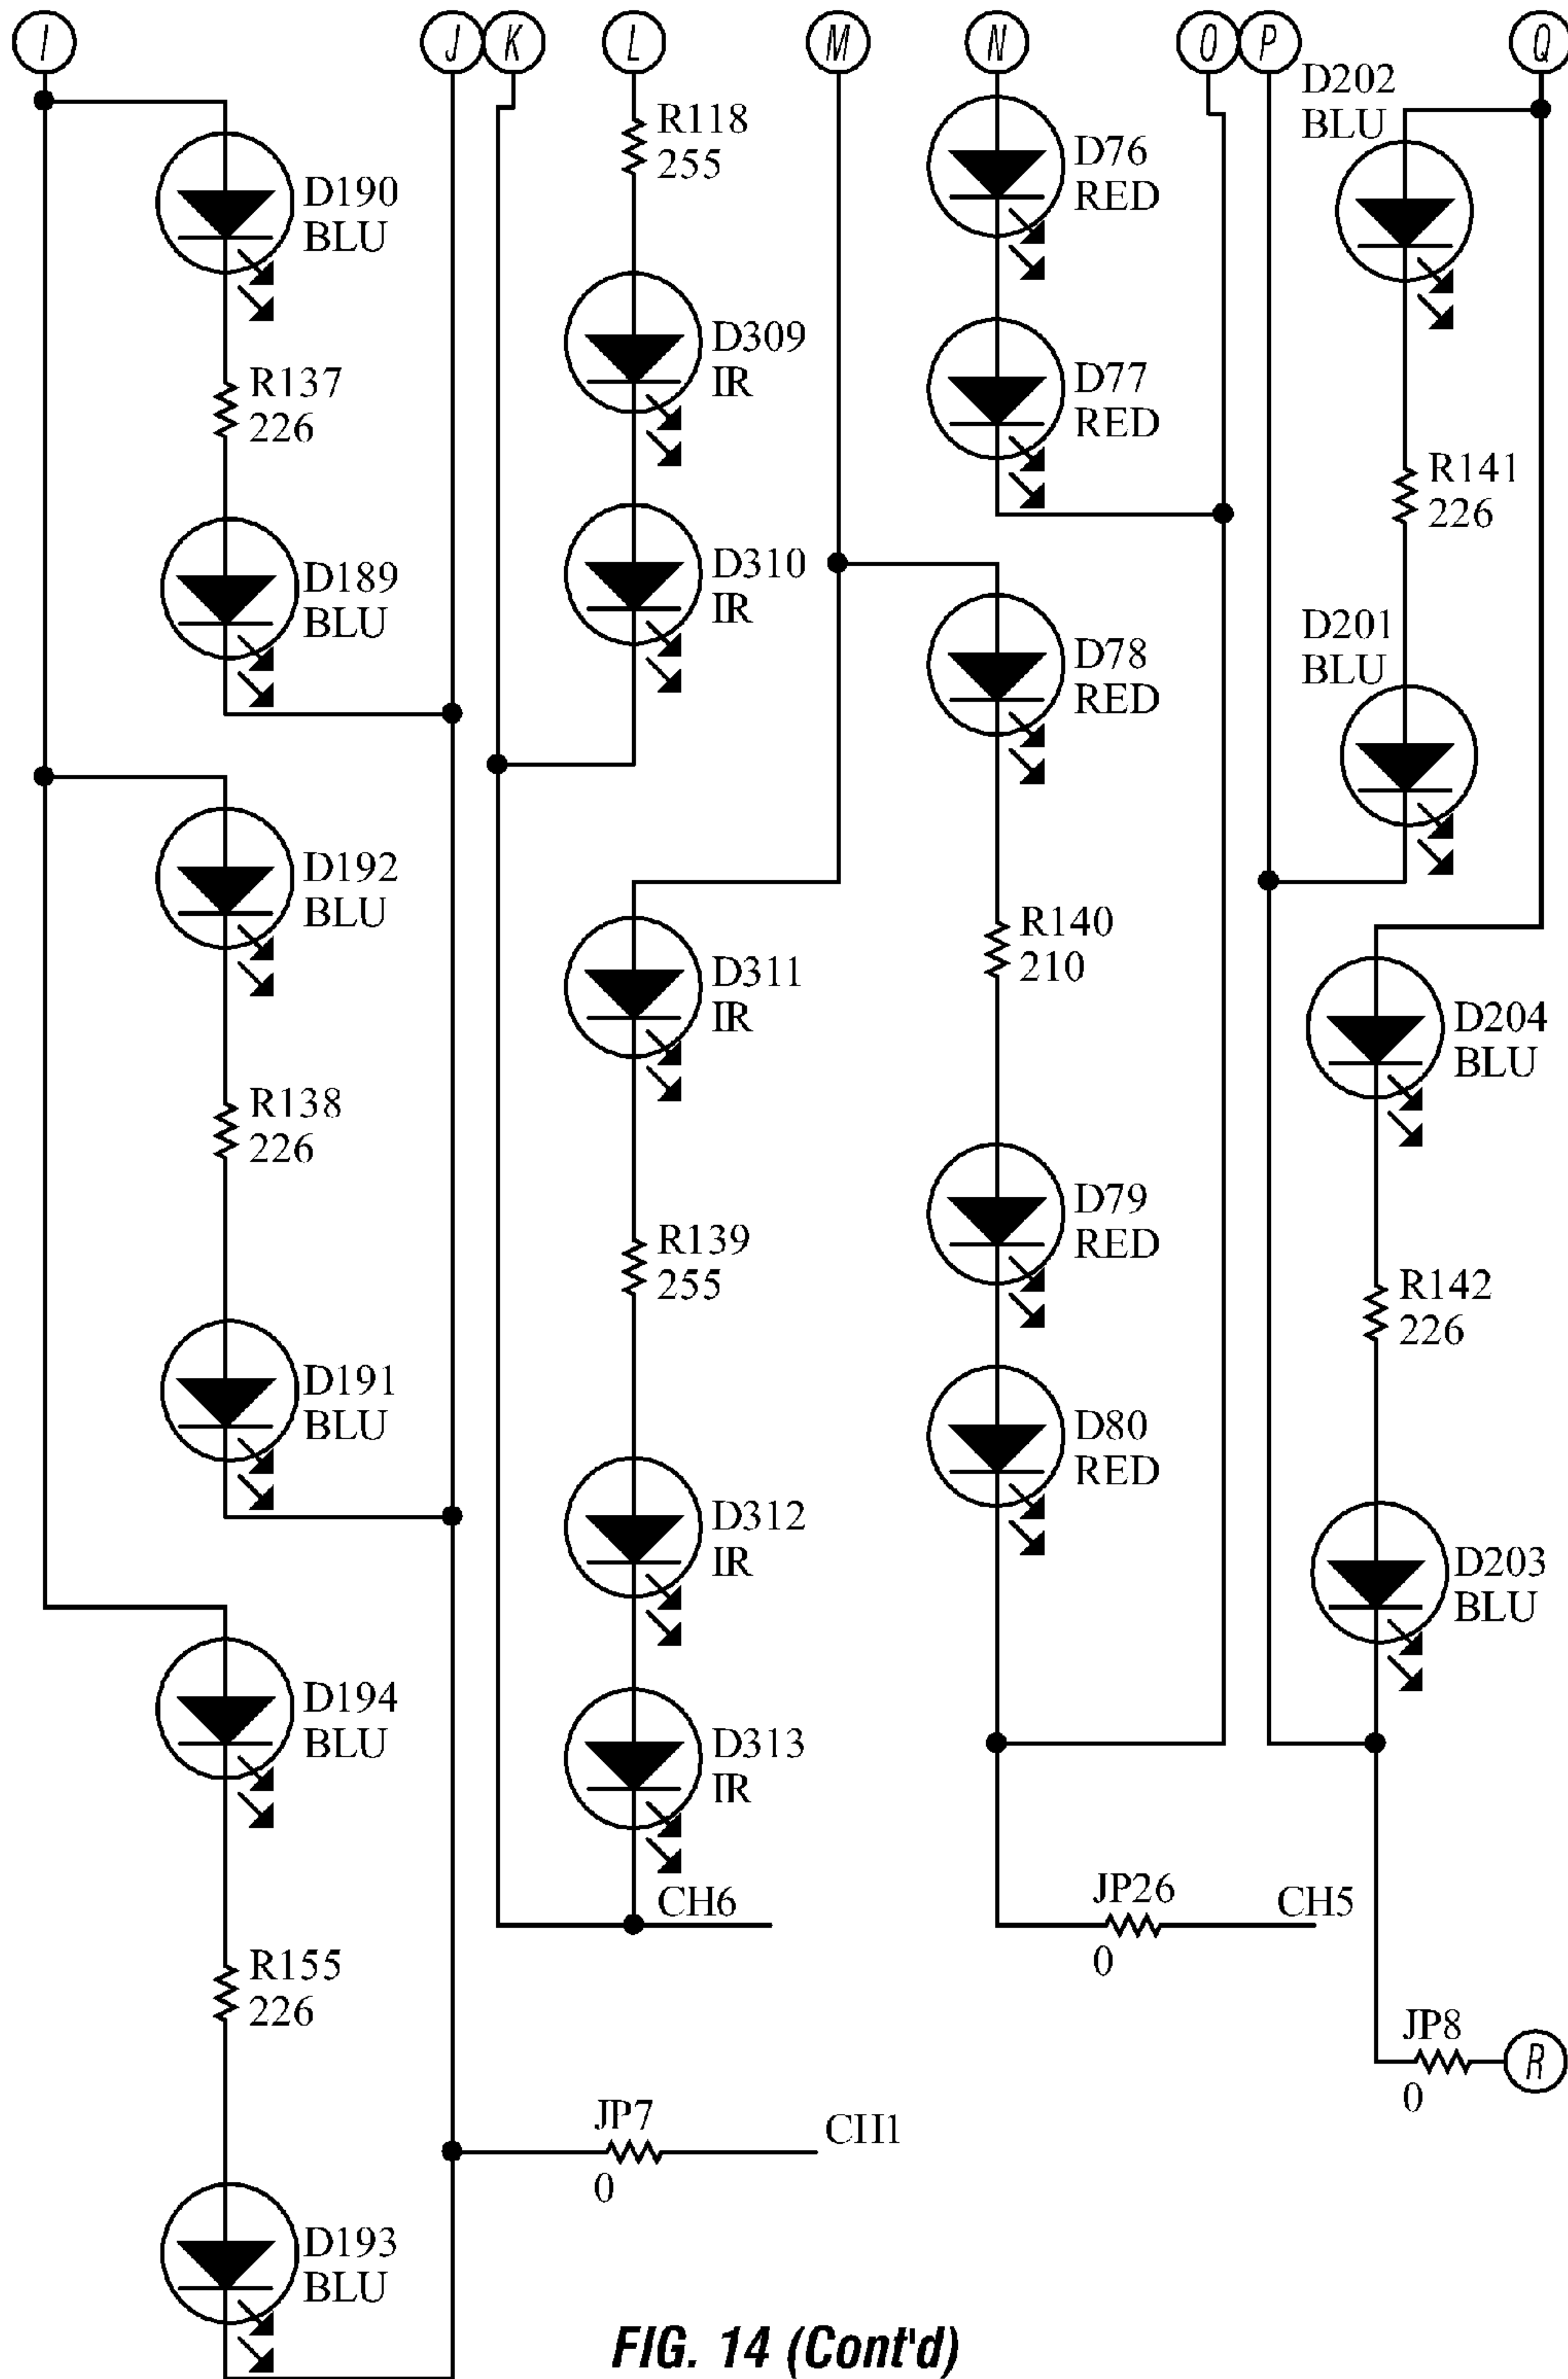 I J K L M N O P Q
D190
BLU
R137
226
D189
BLU
D192
BLU
R138
226
D191
BLU
D194
BLU
R155
226
D193
BLU
R118
255
D309
IR
D310
IR
D311
IR
R139
255
D312
IR
D313
IR
CH6
JP7
0
CH1
D76
RED
D77
RED
D78
RED
R140
210
D79
RED
D80
RED
JP26
0
CH5
D202
BLU
R141
226
D201
BLU
D204
BLU
R142
226
D203
BLU
JP8
0
R
FIG. 14 (Cont'd)